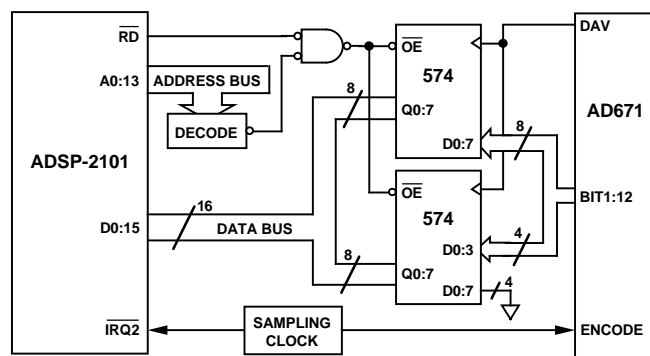 RD
A0:13
ADDRESS BUS
DECODE
ADSP-2101
D0:15
16
DATA BUS
IRQ2
SAMPLING
CLOCK
8
8
OE
574
Q0:7
D0:7
OE
574
D0:3
Q0:7
D0:7
8
4
4
DAV
AD671
BIT1:12
ENCODE